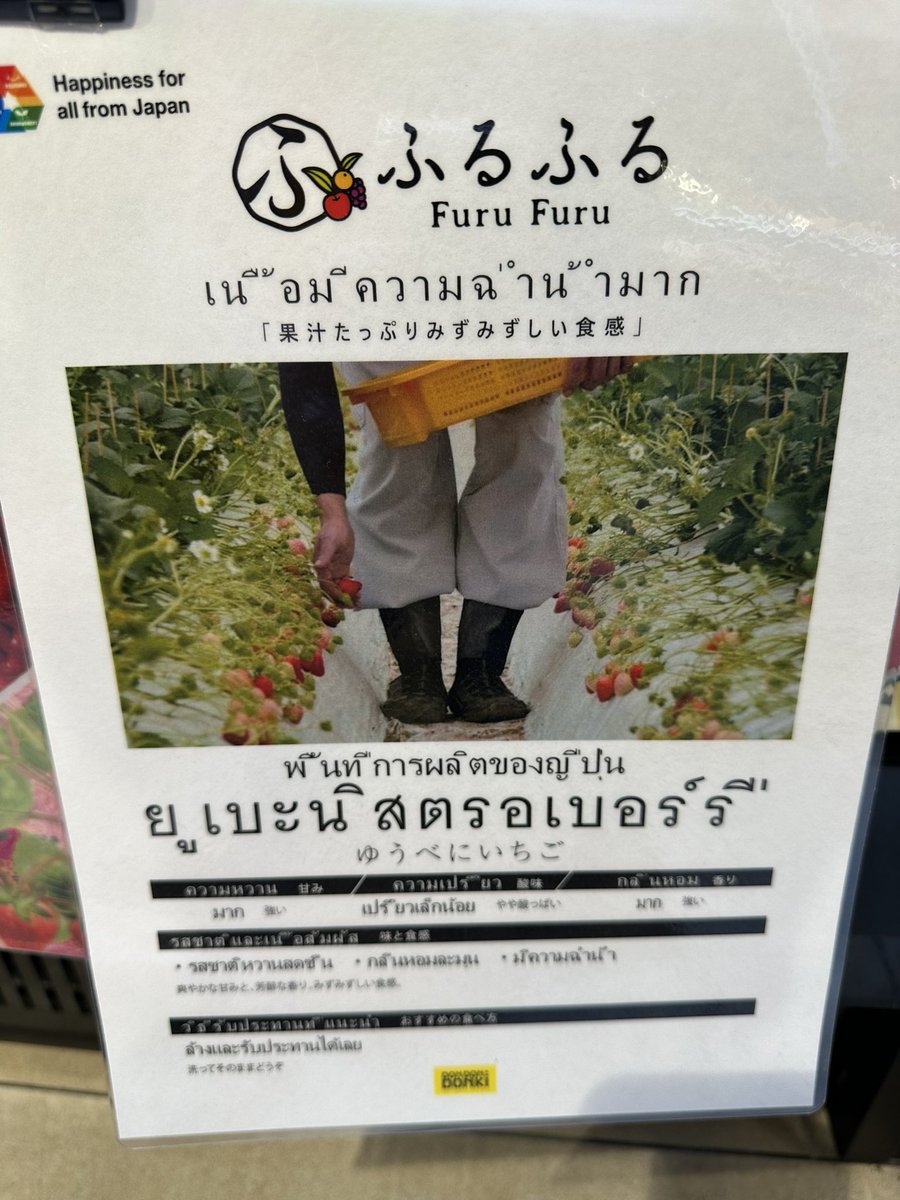 Happiness for
all from Japan
ふ
ふるふる
Furu Furu
เนื้อมีความฉ่ำน้ำมาก
「果汁たっぷりみずみずしい食感」
พื้นที่การผลิตของญี่ปุ่น
ยูเบะนิสตรอเบอร์รี่
ゆうべにいちご
ความหวาน 甘み / ความเปรี้ยว 酸味 / กลิ่นหอม 香り
มาก 強い เปรี้ยวเล็กน้อย やや酸っぱい มาก 強い
รสชาติและเนื้อสัมผัส 味と食感
・รสชาติหวานสดชื่น ・กลิ่นหอมละมุน ・มีความฉ่ำน้ำ
爽やかな甘みと、芳醇な香り。みずみずしい食感。
วิธีรับประทานที่แนะนำ おすすめの食べ方
ล้างและรับประทานได้เลย
洗ってそのままどうぞ
DON DON
DONKI